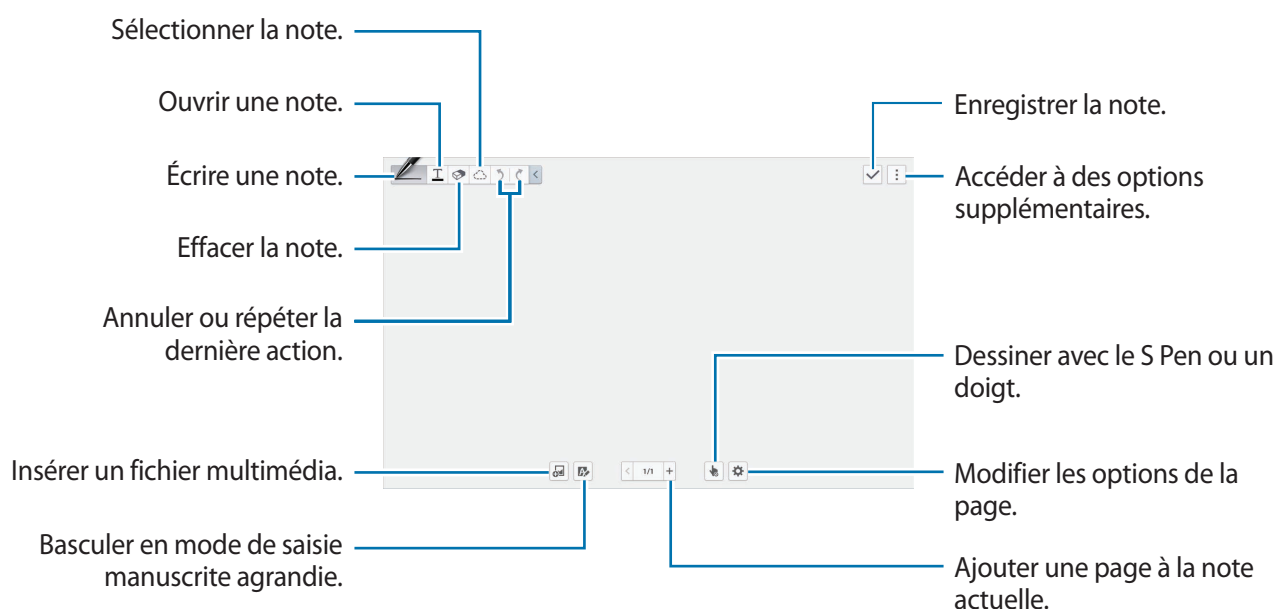 Sélectionner la note.
Ouvrir une note.
Écrire une note.
Effacer la note.
Annuler ou répéter la
dernière action.
Insérer un fichier multimédia.
Basculer en mode de saisie
manuscrite agrandie.
1/1
Enregistrer la note.
Accéder à des options
supplémentaires.
Dessiner avec le S Pen ou un
doigt.
Modifier les options de la
page.
Ajouter une page à la note
actuelle.